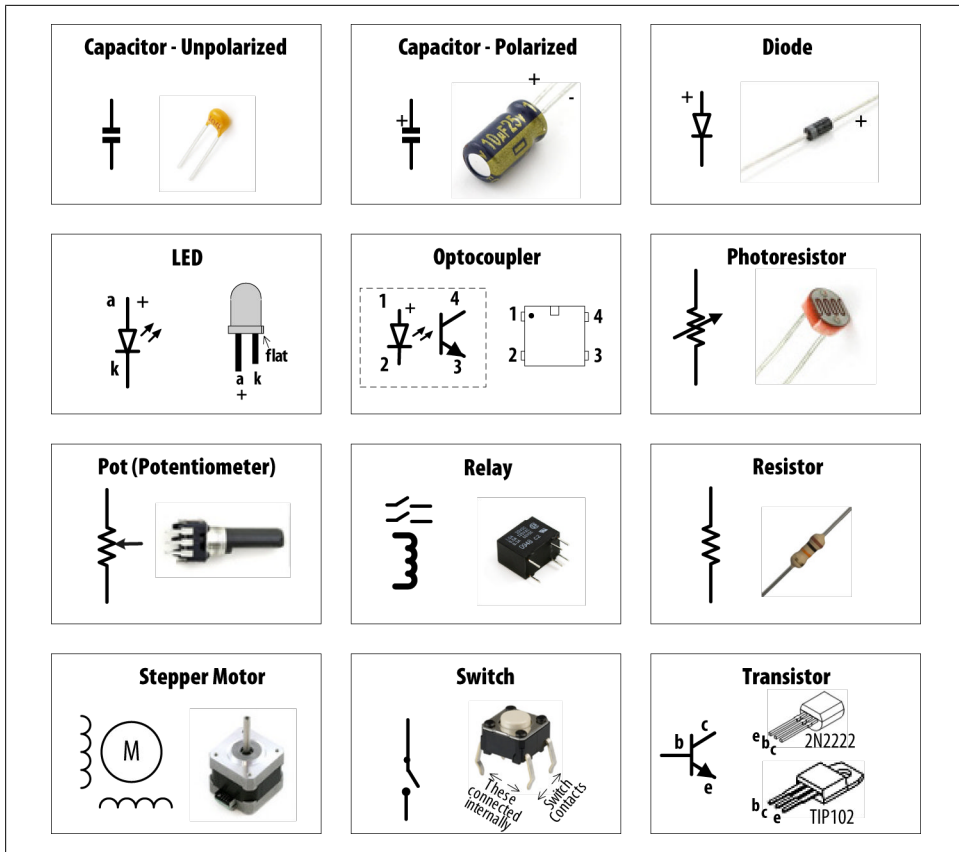 Capacitor - Unpolarized
Capacitor - Polarized
+
+
-
10µF25v
Diode
+
+
LED
a
+
k
flat
a k
+
Optocoupler
1
4
+
2
3
1
4
2
3
Photoresistor
Pot (Potentiometer)
Relay
Resistor
Stepper Motor
M
Switch
These
connected
internally
Switch
Contacts
Transistor
c
b
e
e b c
2N2222
b c e
TIP102